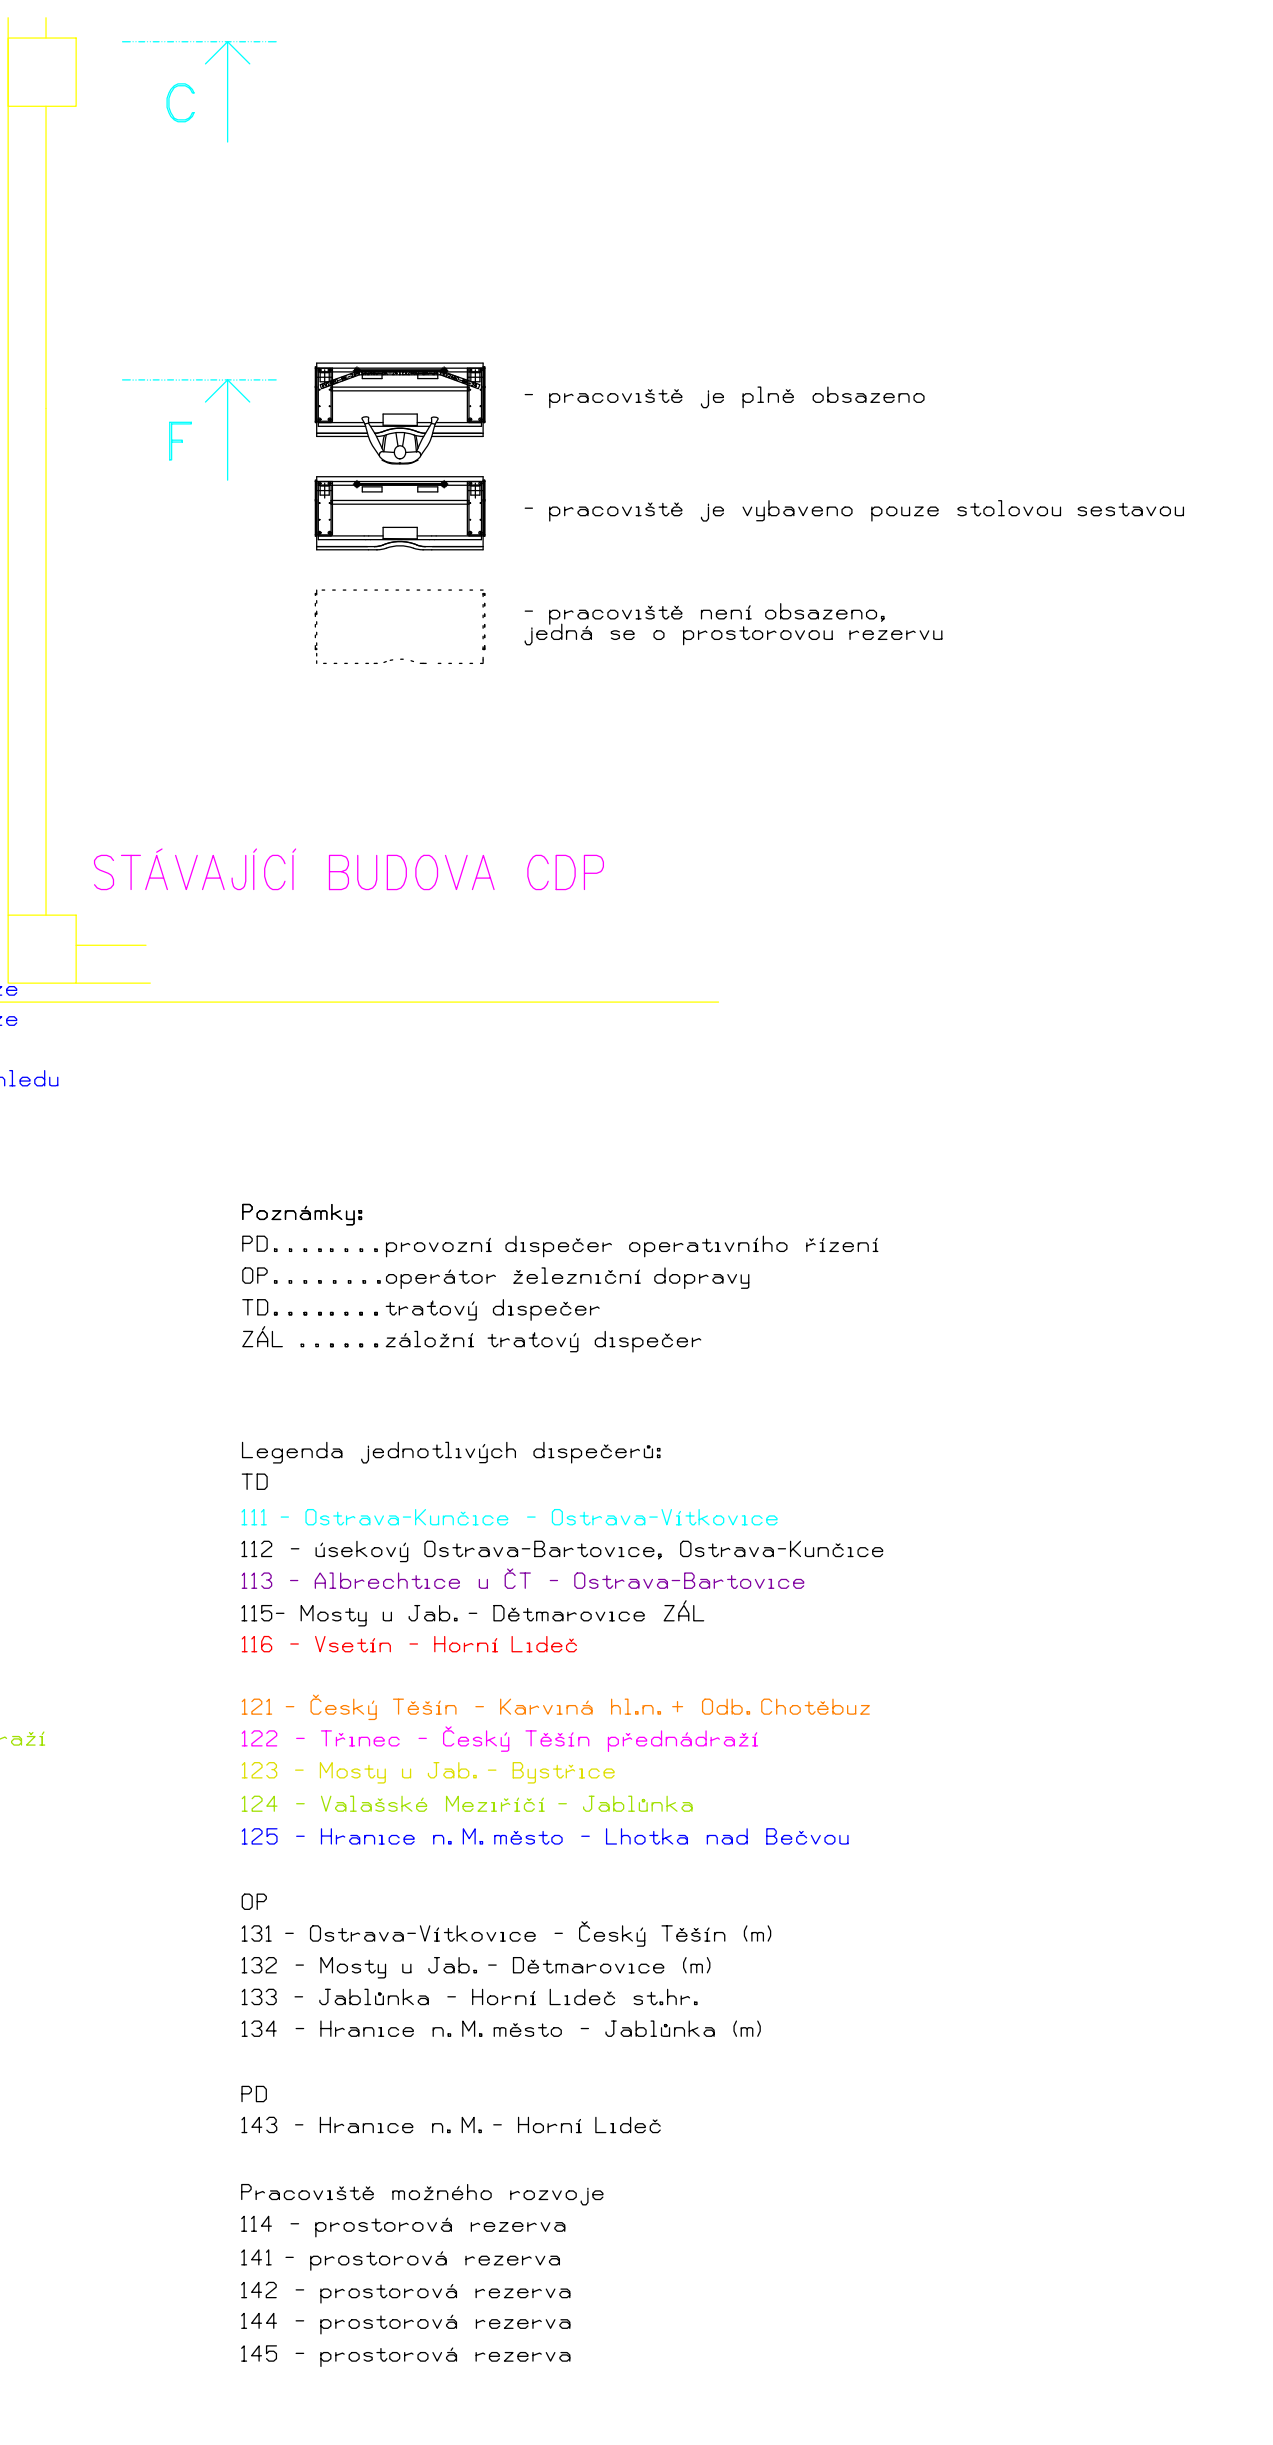 C
F
- pracoviště je plně obsazeno
- pracoviště je vybaveno pouze stolovou sestavou
- pracoviště není obsazeno,
jedná se o prostorovou rezervu
STÁVAJÍCÍ BUDOVA CDP
ze
ze
hledu
Poznámky:
PD........provozní dispečer operativního řízení
OP........operátor železniční dopravy
TD........traťový dispečer
ZÁL ......záložní traťový dispečer
Legenda jednotlivých dispečerů:
TD
111 - Ostrava-Kunčice - Ostrava-Vítkovice
112 - úsekový Ostrava-Bartovice, Ostrava-Kunčice
113 - Albrechtice u ČT - Ostrava-Bartovice
115- Mosty u Jab. - Dětmarovice ZÁL
116 - Vsetín - Horní Lideč
121 - Český Těšín - Karviná hl.n. + Odb. Chotěbuz
raží
122 - Třinec - Český Těšín přednádraží
123 - Mosty u Jab. - Bystřice
124 - Valašské Meziříčí - Jablůnka
125 - Hranice n. M. město - Lhotka nad Bečvou
OP
131 - Ostrava-Vítkovice - Český Těšín (m)
132 - Mosty u Jab. - Dětmarovice (m)
133 - Jablůnka - Horní Lideč st.hr.
134 - Hranice n. M. město - Jablůnka (m)
PD
143 - Hranice n. M. - Horní Lideč
Pracoviště možného rozvoje
114 - prostorová rezerva
141 - prostorová rezerva
142 - prostorová rezerva
144 - prostorová rezerva
145 - prostorová rezerva